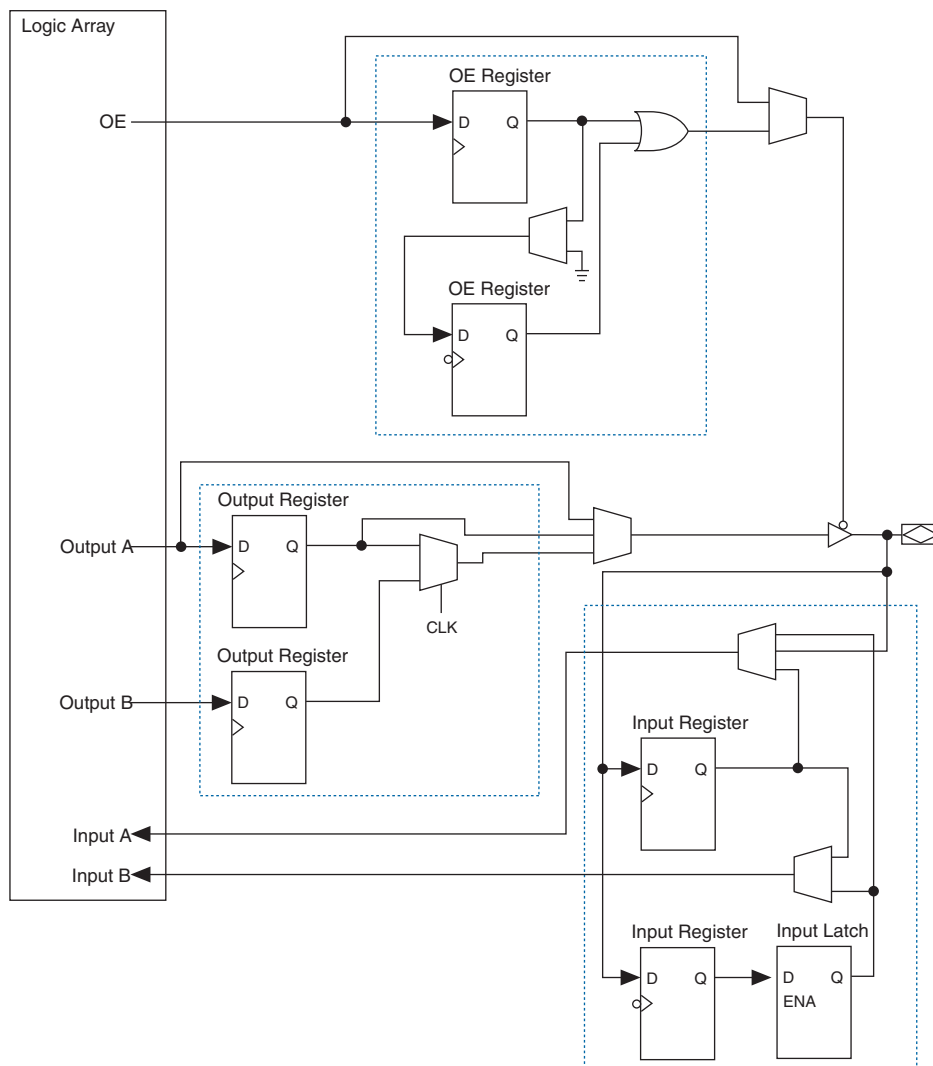 Logic Array
OE
OE Register
D Q
OE Register
D Q
Output Register
Output A
D Q
CLK
Output Register
Output B
D Q
Input Register
D Q
Input A
Input B
Input Register
Input Latch
D Q
D Q
ENA